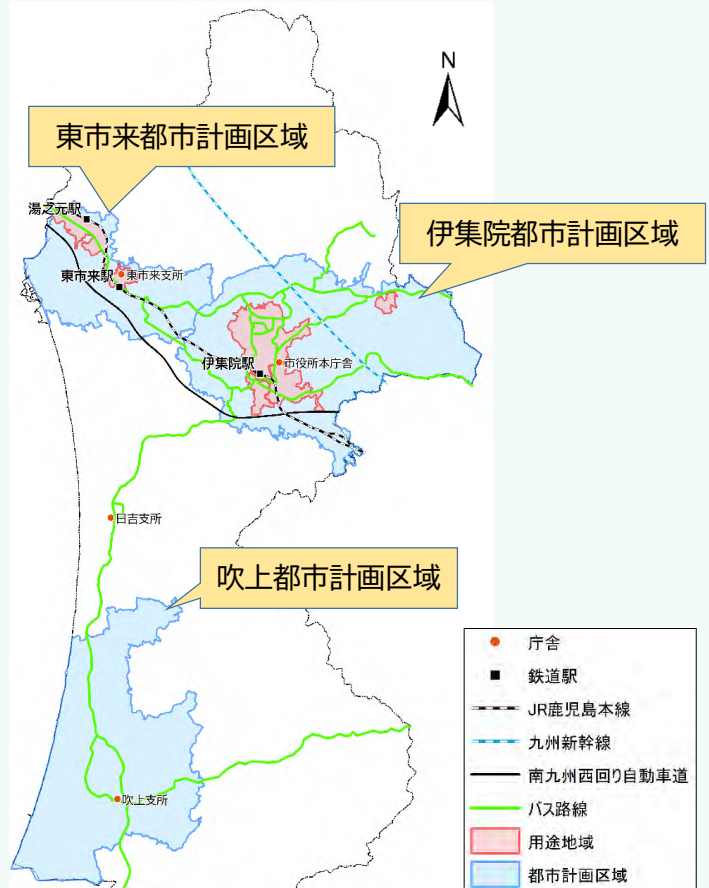 N
東市来都市計画区域
湯之元駅
伊集院都市計画区域
東市来駅
東市来支所
伊集院駅
市役所本庁舎
日吉支所
吹上都市計画区域
吹上支所
庁舎
鉄道駅
JR鹿児島本線
九州新幹線
南九州西回り自動車道
バス路線
用途地域
都市計画区域